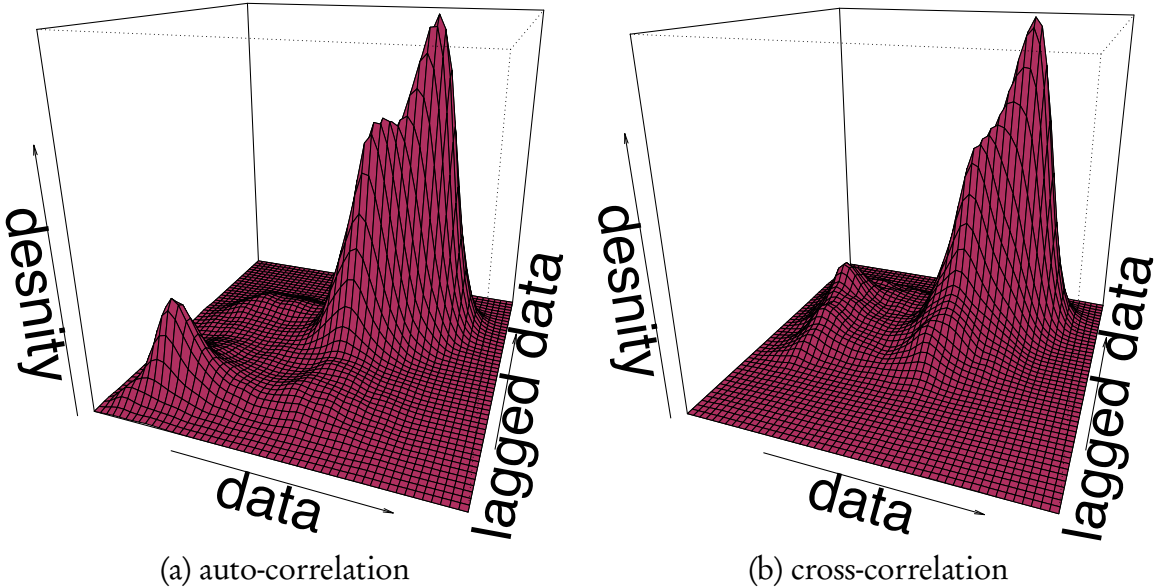 desnity
data
lagged data
(a) auto-correlation
desnity
data
lagged data
(b) cross-correlation